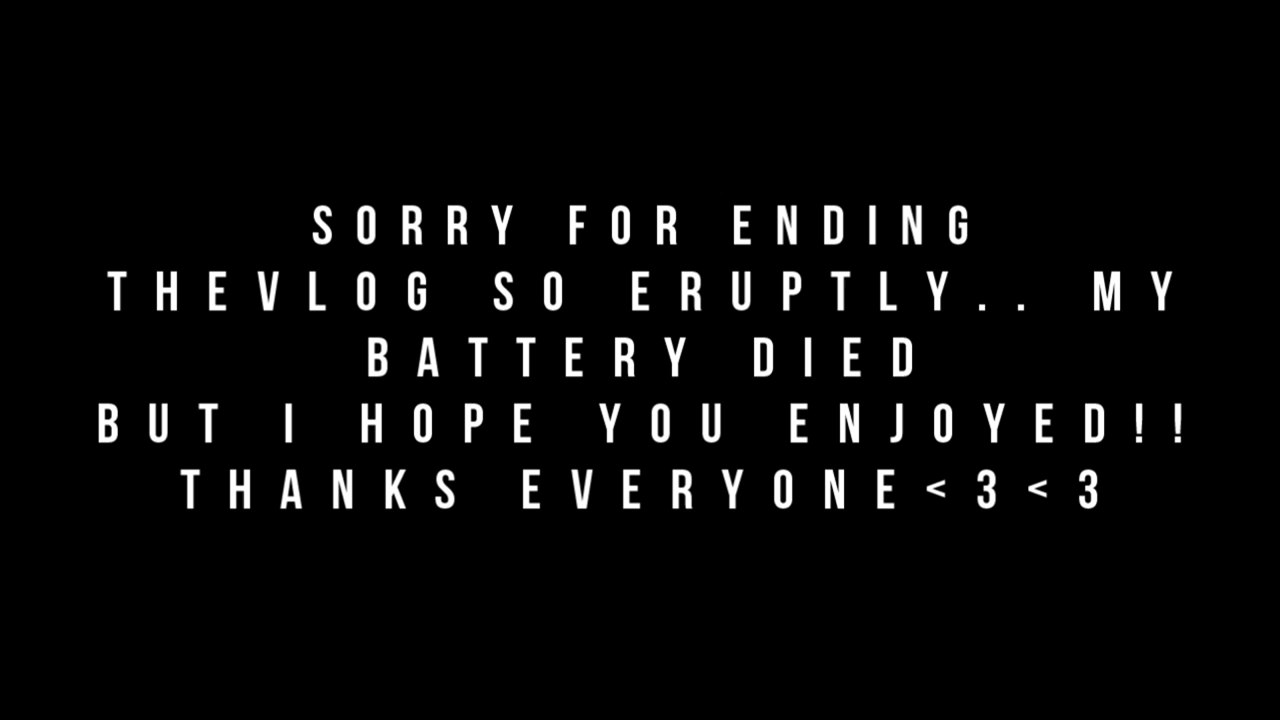 SORRY FOR ENDING
THEVLOG SO ERUPTLY.. MY
BATTERY DIED
BUT I HOPE YOU ENJOYED!!
THANKS EVERYONE<3<3